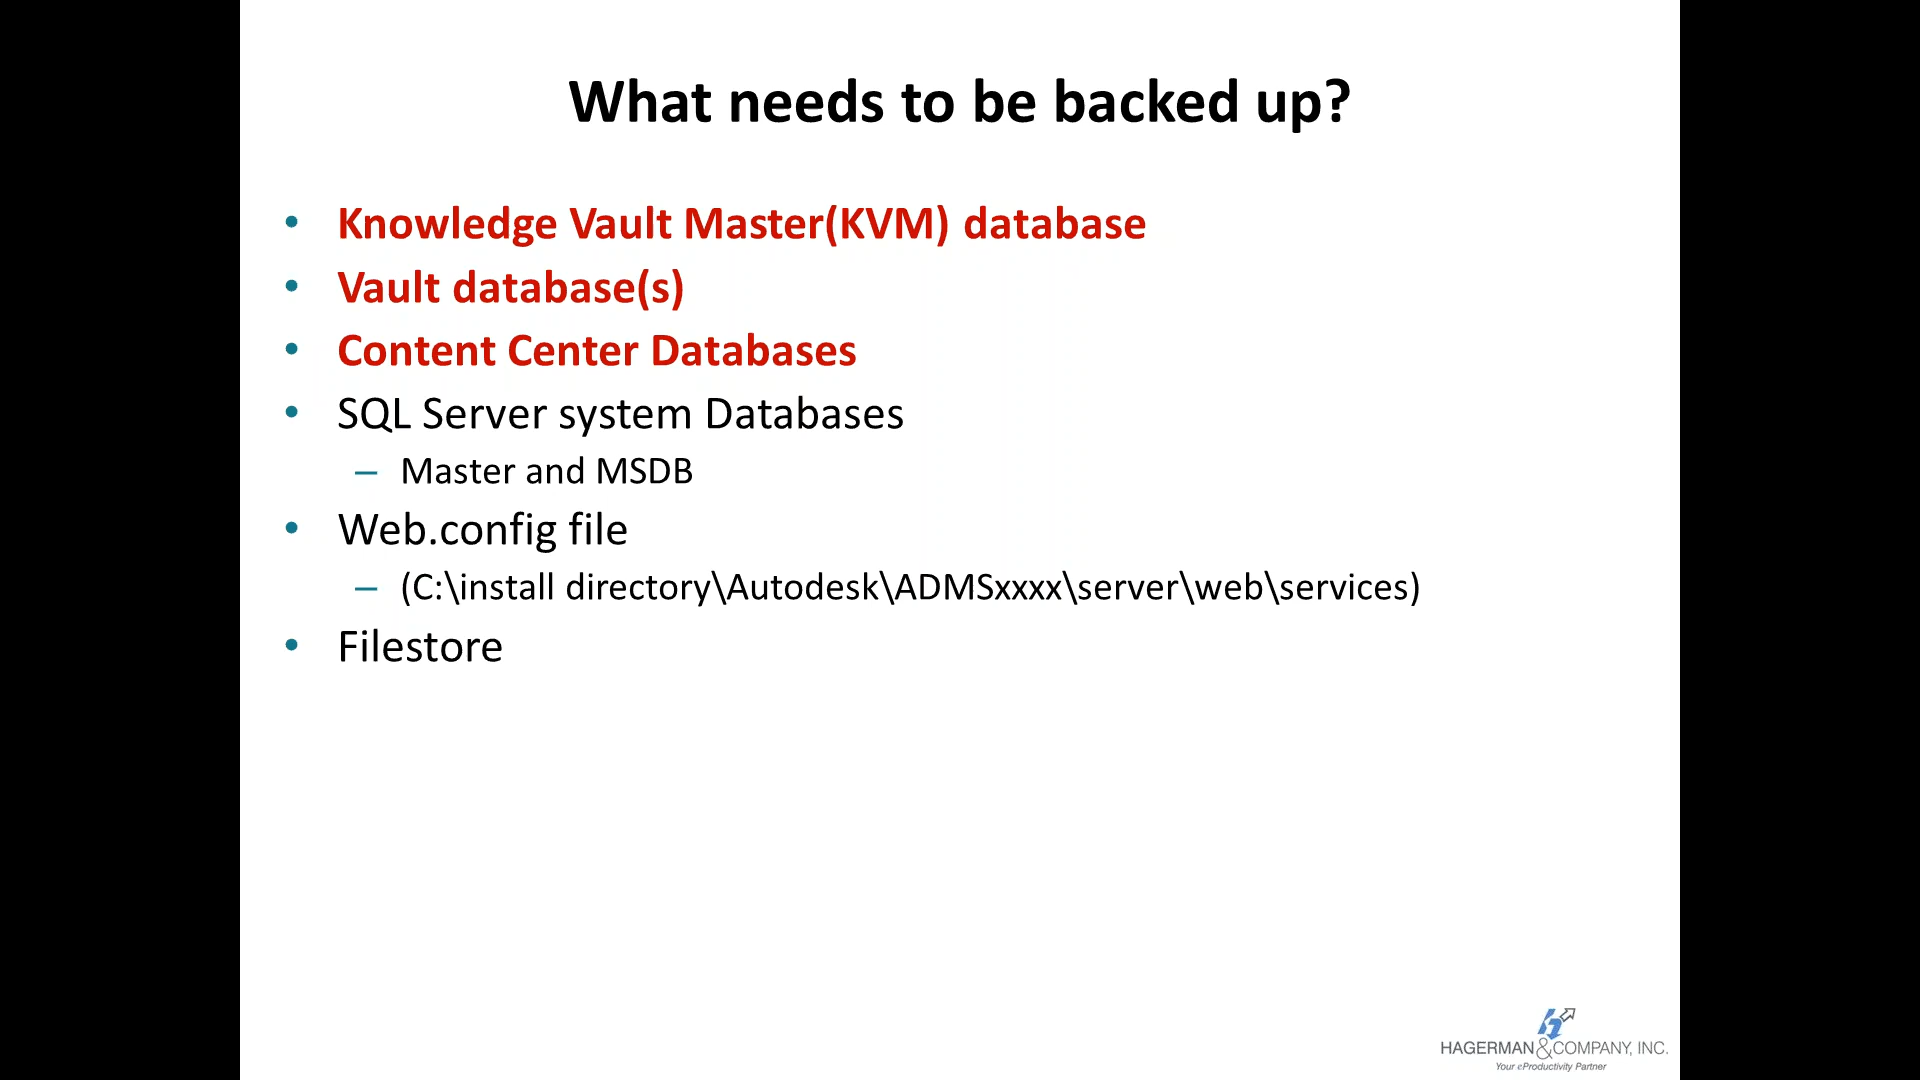 What needs to be backed up?
• Knowledge Vault Master(KVM) database
• Vault database(s)
• Content Center Databases
• SQL Server system Databases
– Master and MSDB
• Web.config file
– (C:\install directory\Autodesk\ADMSxxxx\server\web\services)
• Filestore
HAGERMAN&COMPANY, INC.
Your eProductivity Partner